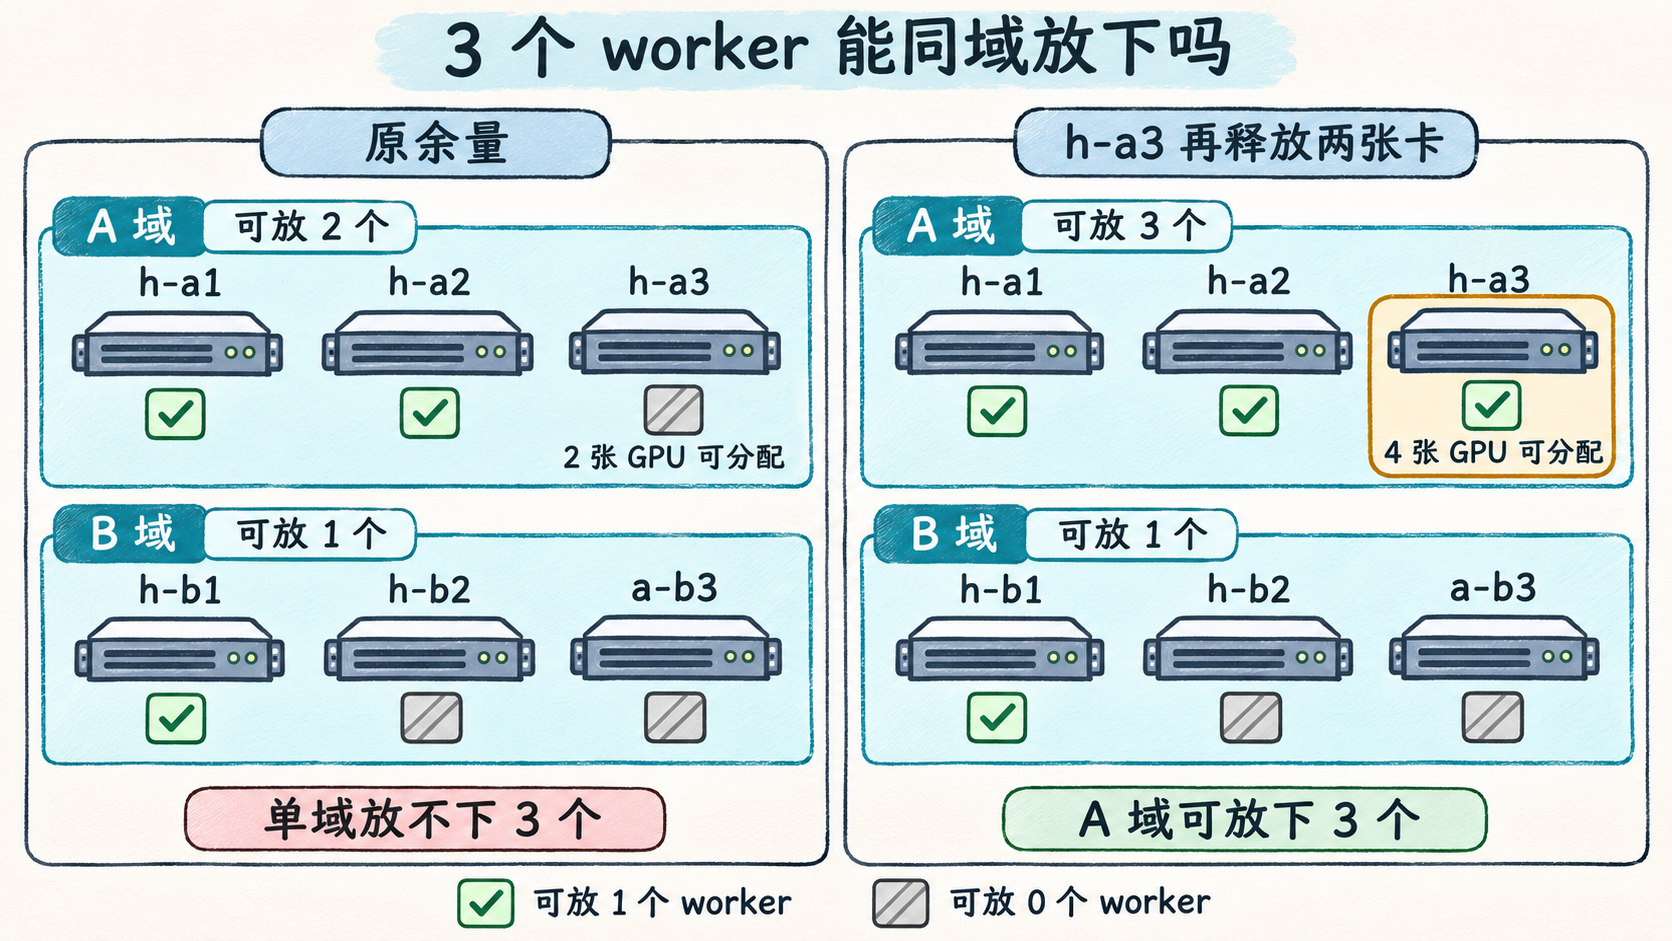 3 个 worker 能同域放下吗
原余量
A 域
可放 2 个
h-a1
h-a2
h-a3
2 张 GPU 可分配
B 域
可放 1 个
h-b1
h-b2
a-b3
单域放不下 3 个
h-a3 再释放两张卡
A 域
可放 3 个
h-a1
h-a2
h-a3
4 张 GPU 可分配
B 域
可放 1 个
h-b1
h-b2
a-b3
A 域可放下 3 个
可放 1 个 worker
可放 0 个 worker